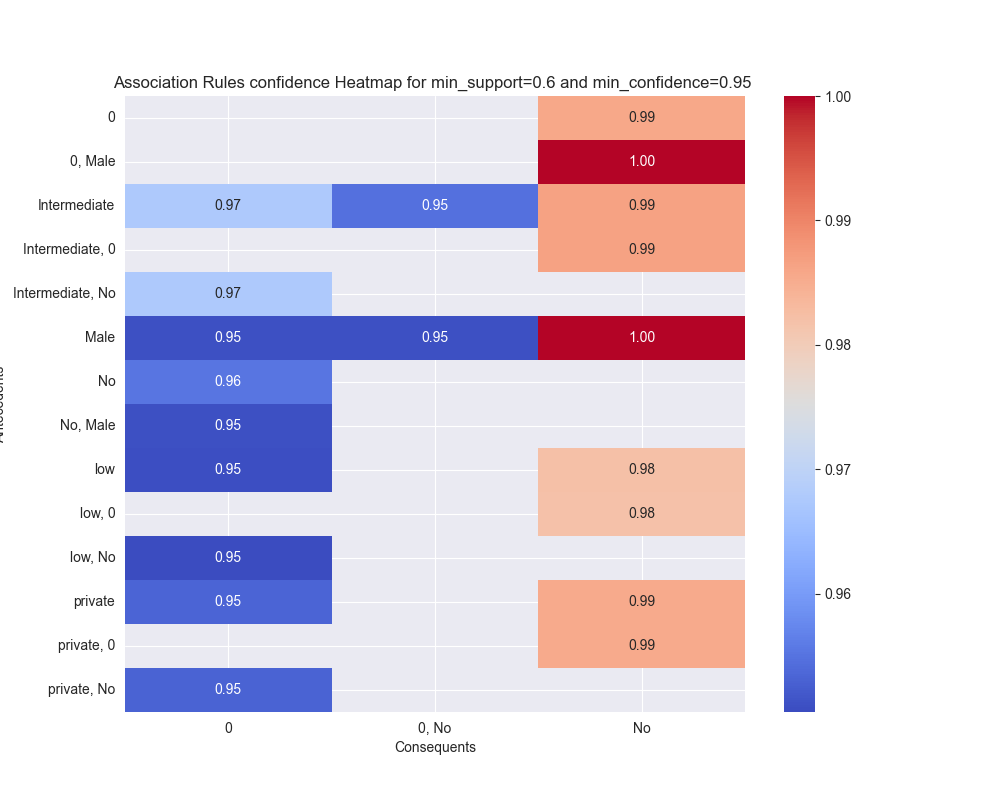 Association Rules confidence Heatmap for min_support=0.6 and min_confidence=0.95
0 0.99
0, Male 1.00
Intermediate 0.97 0.95 0.99
Intermediate, 0 0.99
Intermediate, No 0.97
Male 0.95 0.95 1.00
No 0.96
No, Male 0.95
low 0.95 0.98
low, 0 0.98
low, No 0.95
private 0.95 0.99
private, 0 0.99
private, No 0.95
0 0, No No
Consequents
1.00
0.99
0.98
0.97
0.96